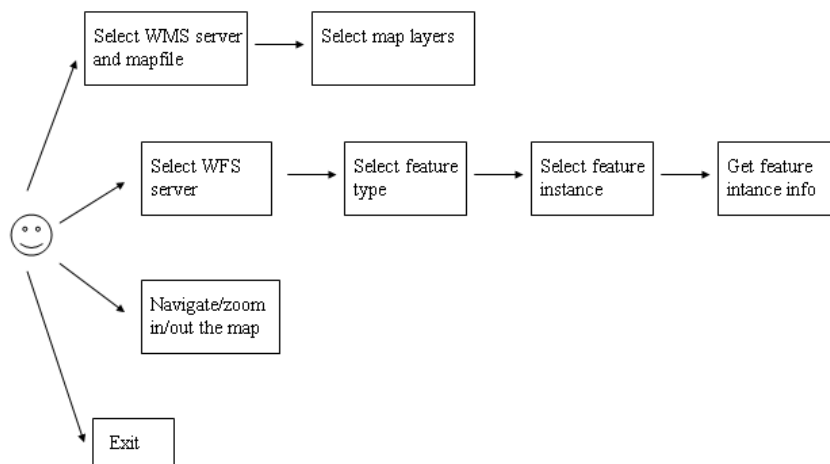 Select WMS server
and mapfile
Select map layers
Select WFS
server
Select feature
type
Select feature
instance
Get feature
intance info
Navigate/zoom
in/out the map
Exit